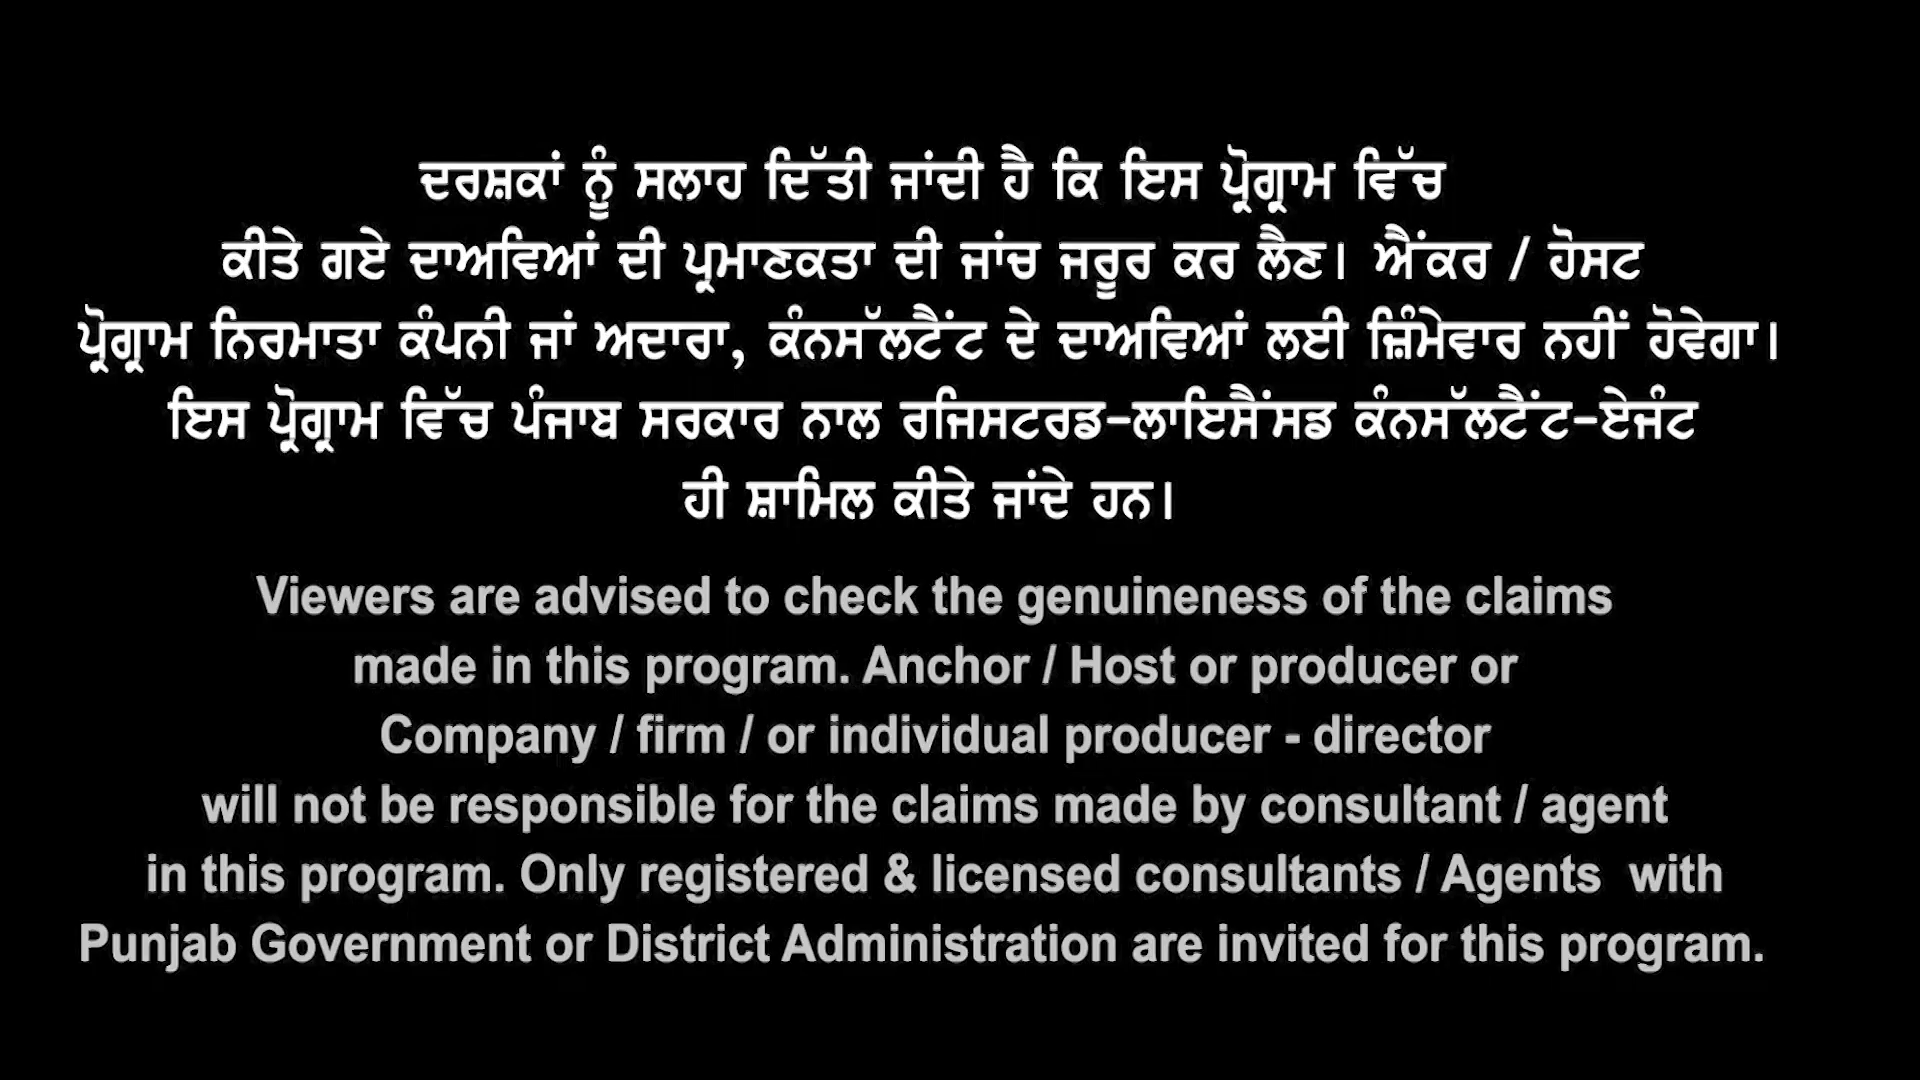 ਦਰਸ਼ਕਾਂ ਨੂੰ ਸਲਾਹ ਦਿੱਤੀ ਜਾਂਦੀ ਹੈ ਕਿ ਇਸ ਪ੍ਰੋਗ੍ਰਾਮ ਵਿੱਚ
ਕੀਤੇ ਗਏ ਦਾਅਵਿਆਂ ਦੀ ਪ੍ਰਮਾਣਕਤਾ ਦੀ ਜਾਂਚ ਜਰੂਰ ਕਰ ਲੈਣ। ਐਂਕਰ / ਹੋਸਟ
ਪ੍ਰੋਗ੍ਰਾਮ ਨਿਰਮਾਤਾ ਕੰਪਨੀ ਜਾਂ ਅਦਾਰਾ, ਕੰਨਸੱਲਟੈਂਟ ਦੇ ਦਾਅਵਿਆਂ ਲਈ ਜ਼ਿੰਮੇਵਾਰ ਨਹੀਂ ਹੋਵੇਗਾ।
ਇਸ ਪ੍ਰੋਗ੍ਰਾਮ ਵਿੱਚ ਪੰਜਾਬ ਸਰਕਾਰ ਨਾਲ ਰਜਿਸਟਰਡ-ਲਾਇਸੈਂਸਡ ਕੰਨਸੱਲਟੈਂਟ-ਏਜੰਟ
ਹੀ ਸ਼ਾਮਿਲ ਕੀਤੇ ਜਾਂਦੇ ਹਨ।
Viewers are advised to check the genuineness of the claims
made in this program. Anchor / Host or producer or
Company / firm / or individual producer - director
will not be responsible for the claims made by consultant / agent
in this program. Only registered & licensed consultants / Agents with
Punjab Government or District Administration are invited for this program.